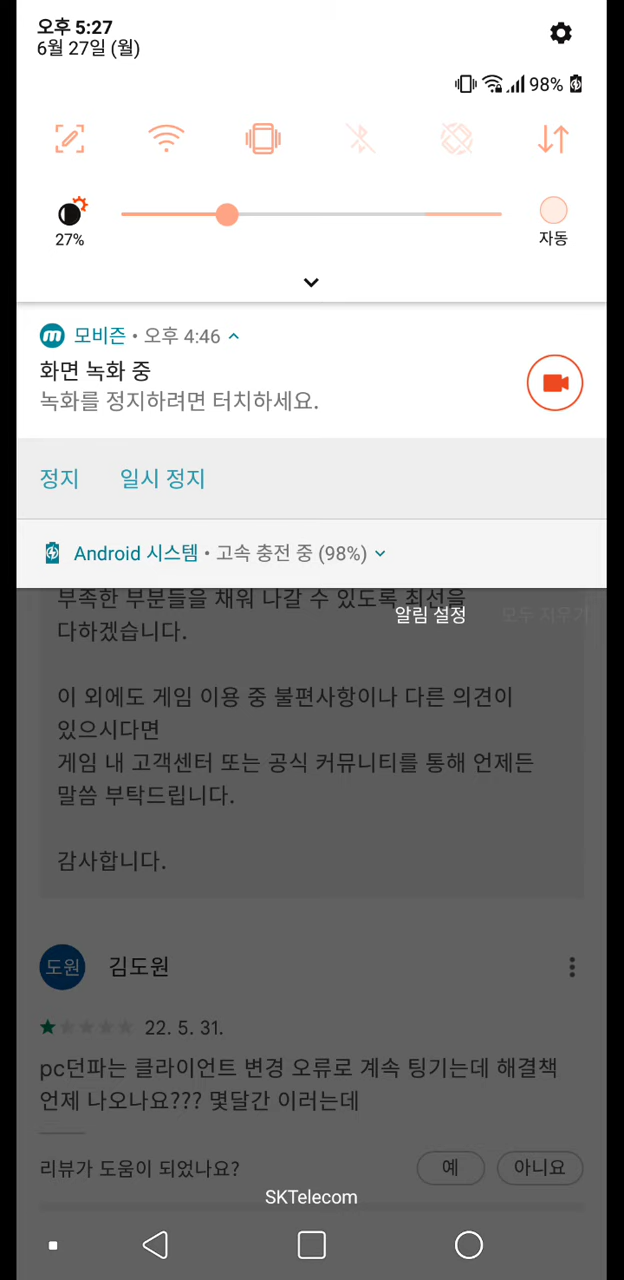 오후 5:27
6월 27일 (월)
98%
27%
자동
모비즌 • 오후 4:46
화면 녹화 중
녹화를 정지하려면 터치하세요.
정지 일시 정지
Android 시스템 • 고속 충전 중 (98%)
부족한 부분들을 채워 나갈 수 있도록 최선을
알림 설정 모두 지우기
다하겠습니다.
이 외에도 게임 이용 중 불편사항이나 다른 의견이
있으시다면
게임 내 고객센터 또는 공식 커뮤니티를 통해 언제든
말씀 부탁드립니다.
감사합니다.
도원 김도원
22. 5. 31.
pc던파는 클라이언트 변경 오류로 계속 팅기는데 해결책
언제 나오나요??? 몇달간 이러는데
리뷰가 도움이 되었나요? 예 아니요
SKTelecom